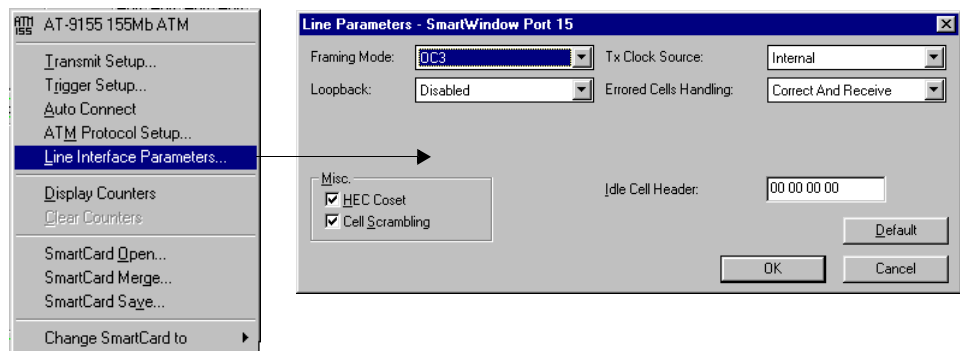 ATM 155 AT-9155 155Mb ATM
Transmit Setup...
Trigger Setup...
Auto Connect
ATM Protocol Setup...
Line Interface Parameters...
Display Counters
Clear Counters
SmartCard Open...
SmartCard Merge...
SmartCard Save...
Change SmartCard to
Line Parameters - SmartWindow Port 15
Framing Mode: OC3 Tx Clock Source: Internal
Loopback: Disabled Errored Cells Handling: Correct And Receive
Misc.
HEC Coset
Cell Scrambling
Idle Cell Header: 00 00 00 00
Default
OK Cancel